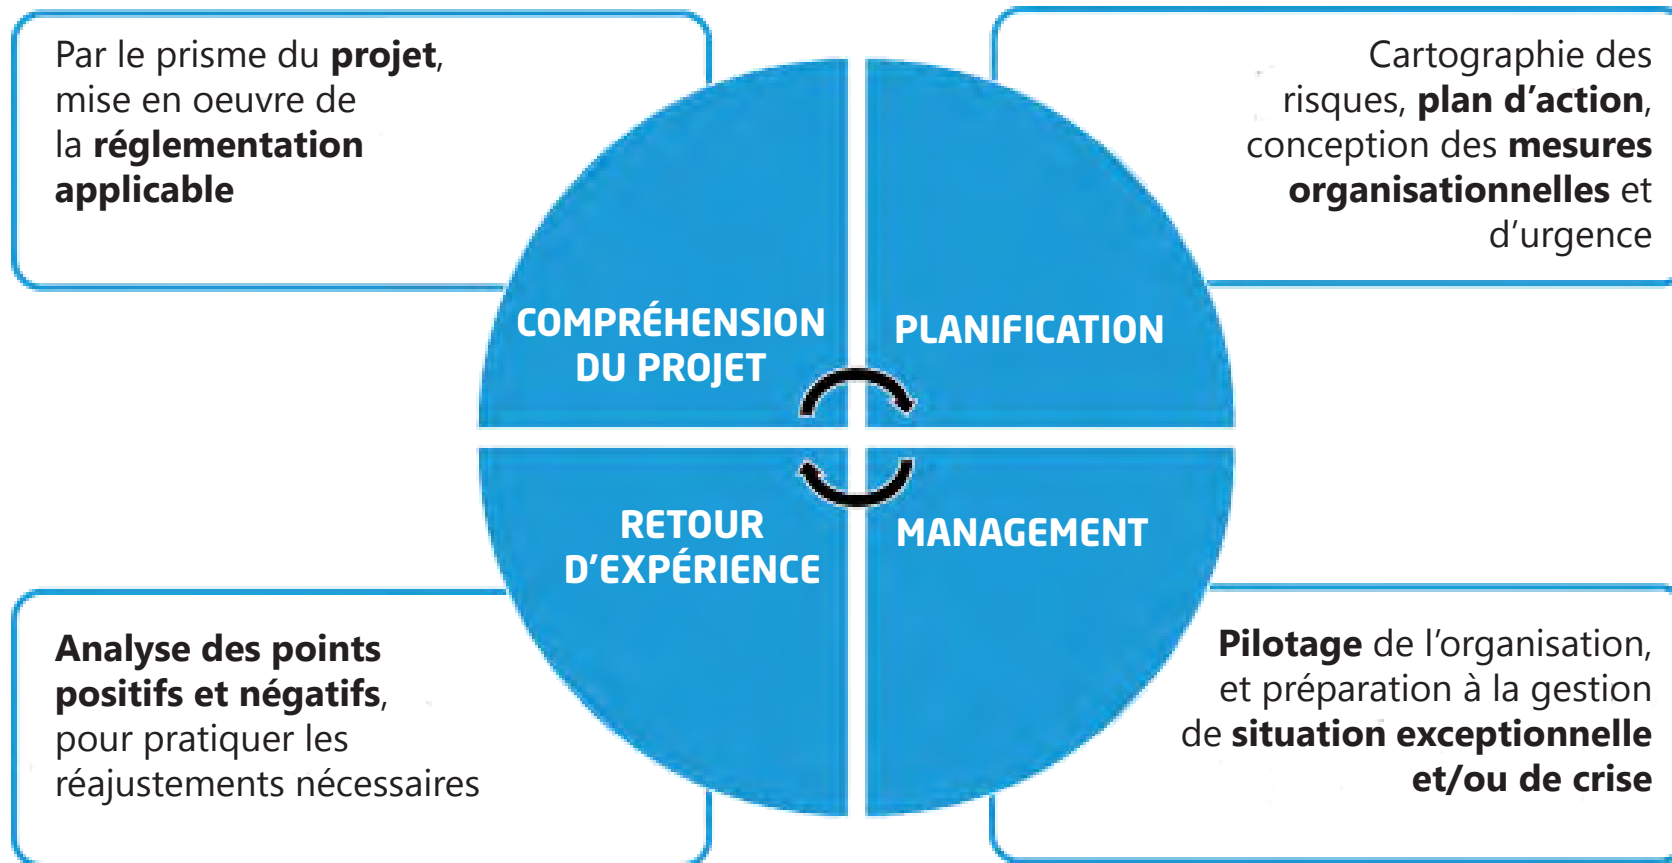 Par le prisme du projet,
mise en oeuvre de
la réglementation
applicable
Cartographie des
risques, plan d’action,
conception des mesures
organisationnelles et
d’urgence
COMPRÉHENSION
DU PROJET
PLANIFICATION
RETOUR
D’EXPÉRIENCE
MANAGEMENT
Analyse des points
positifs et négatifs,
pour pratiquer les
réajustements nécessaires
Pilotage de l’organisation,
et préparation à la gestion
de situation exceptionnelle
et/ou de crise